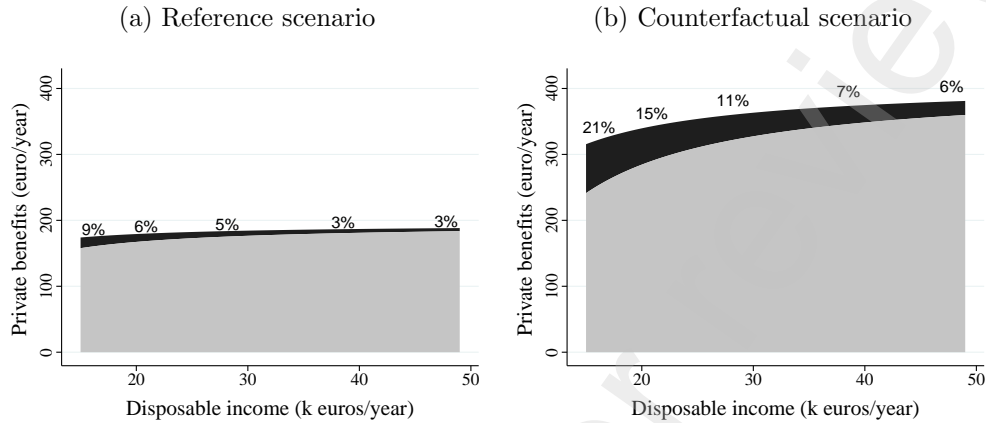 (a) Reference scenario
Private benefits (euro/year)
400
300
200
100
0
9% 6% 5% 3% 3%
20 30 40 50
Disposable income (k euros/year)
(b) Counterfactual scenario
Private benefits (euro/year)
400
300
200
100
0
21% 15% 11% 7% 6%
20 30 40 50
Disposable income (k euros/year)